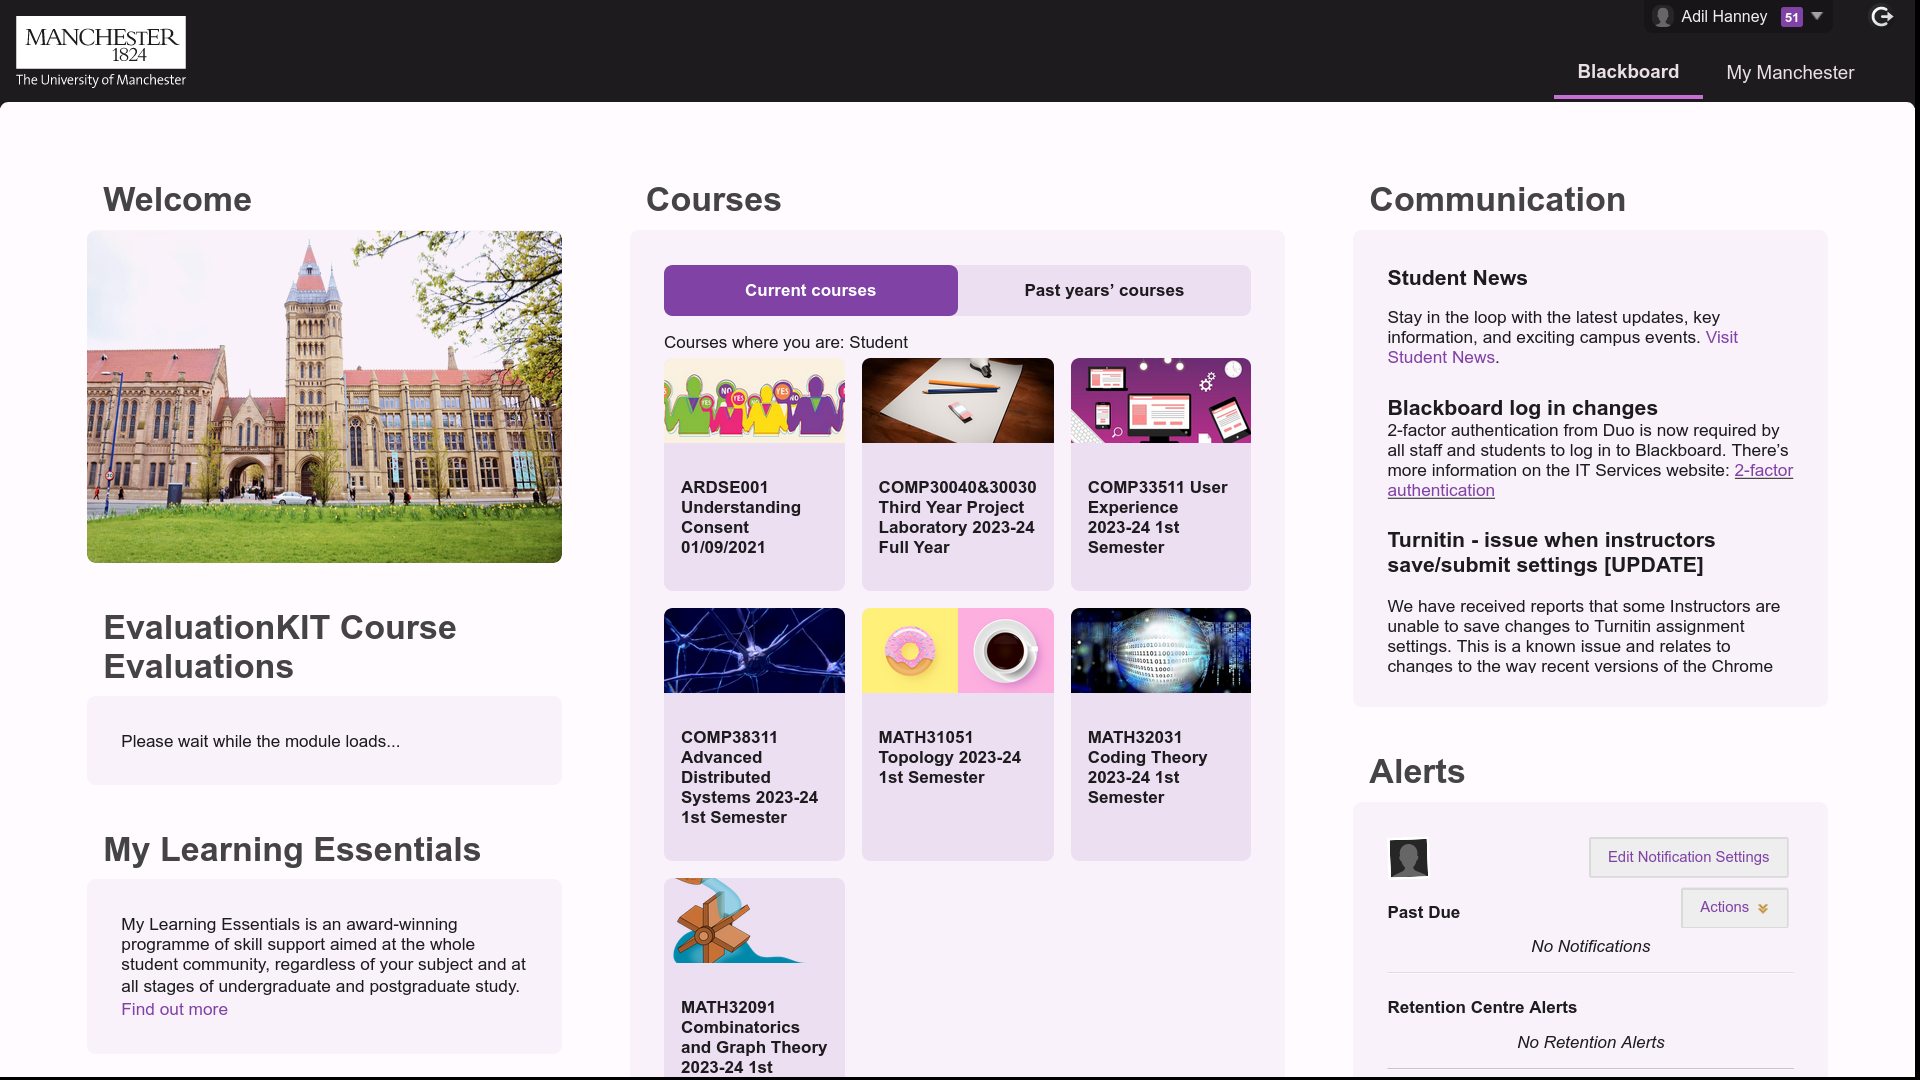 MANCHESTER
1824
The University of Manchester
Adil Hanney 51
Blackboard
My Manchester
Welcome
EvaluationKIT Course
Evaluations
Please wait while the module loads...
My Learning Essentials
My Learning Essentials is an award-winning
programme of skill support aimed at the whole
student community, regardless of your subject and at
all stages of undergraduate and postgraduate study.
Find out more
Courses
Current courses
Past years’ courses
Courses where you are: Student
NO
YES
YES
YES
NO
ARDSE001
Understanding
Consent
01/09/2021
COMP30040&30030
Third Year Project
Laboratory 2023-24
Full Year
COMP33511 User
Experience
2023-24 1st
Semester
COMP38311
Advanced
Distributed
Systems 2023-24
1st Semester
MATH31051
Topology 2023-24
1st Semester
MATH32031
Coding Theory
2023-24 1st
Semester
MATH32091
Combinatorics
and Graph Theory
2023-24 1st
Communication
Student News
Stay in the loop with the latest updates, key
information, and exciting campus events. Visit
Student News.
Blackboard log in changes
2-factor authentication from Duo is now required by
all staff and students to log in to Blackboard. There’s
more information on the IT Services website: 2-factor
authentication
Turnitin - issue when instructors
save/submit settings [UPDATE]
We have received reports that some Instructors are
unable to save changes to Turnitin assignment
settings. This is a known issue and relates to
changes to the way recent versions of the Chrome
Alerts
Edit Notification Settings
Actions
Past Due
No Notifications
Retention Centre Alerts
No Retention Alerts